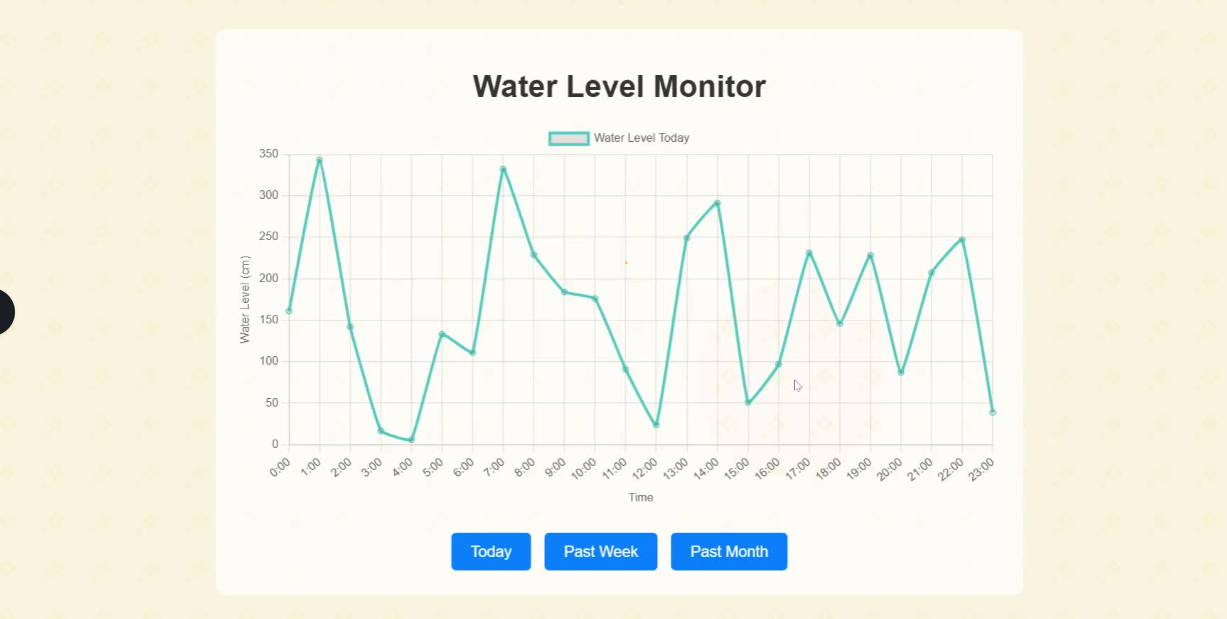 Water Level Monitor
Water Level Today
350
300
250
200
150
100
50
0
Water Level (cm)
0:00 1:00 2:00 3:00 4:00 5:00 6:00 7:00 8:00 9:00 10:00 11:00 12:00 13:00 14:00 15:00 16:00 17:00 18:00 19:00 20:00 21:00 22:00 23:00
Time
Today Past Week Past Month